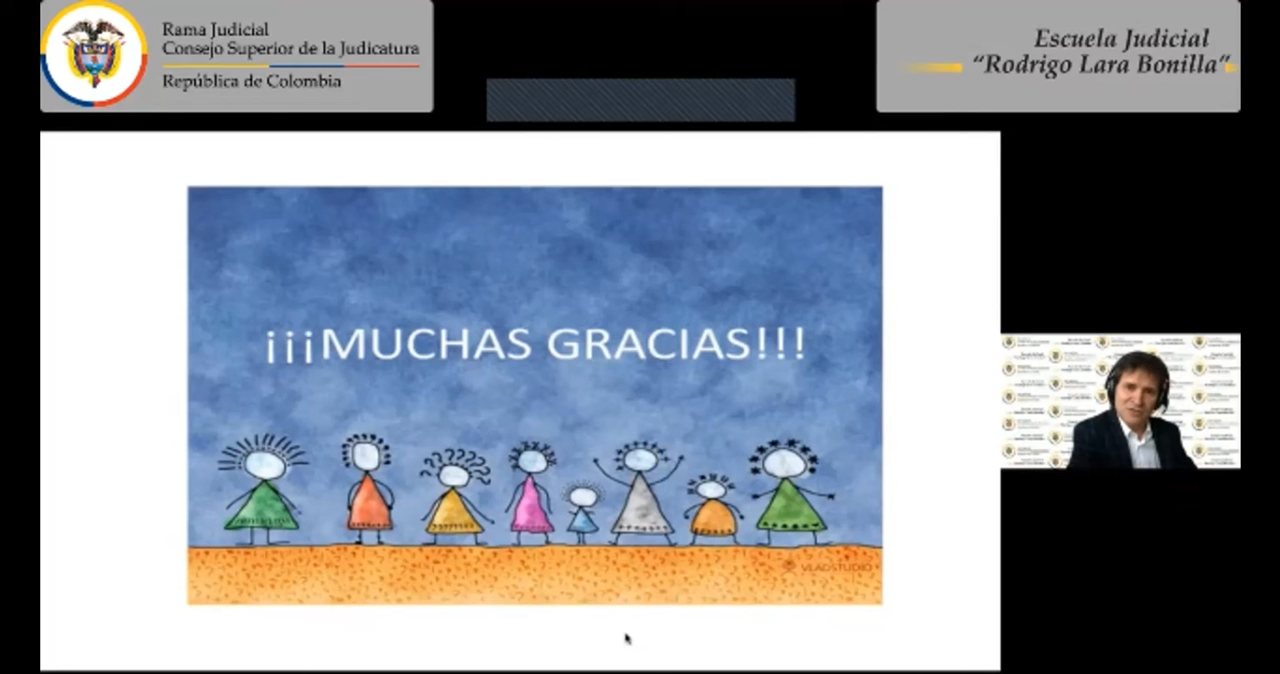 Rama Judicial
Consejo Superior de la Judicatura
República de Colombia
Escuela Judicial
“Rodrigo Lara Bonilla”
¡¡¡MUCHAS GRACIAS!!!
VLADSTUDIO